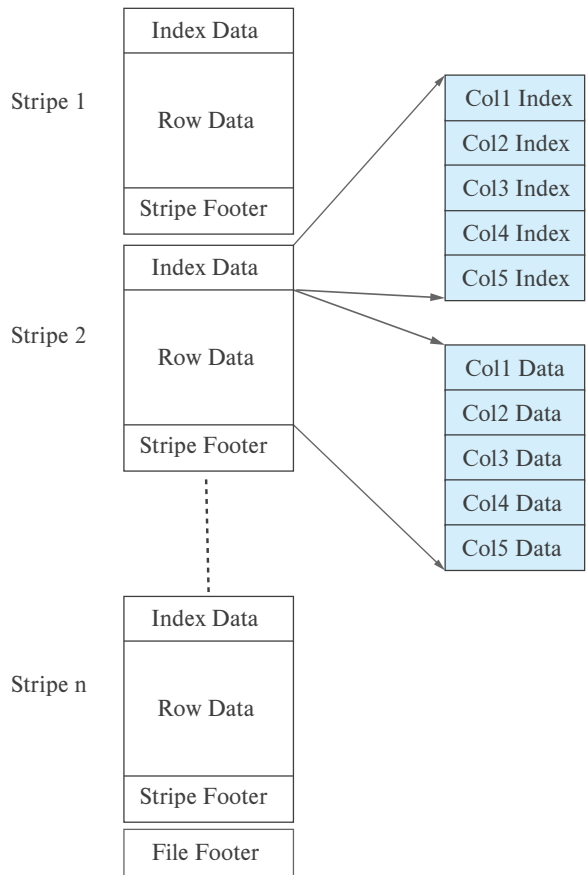 Index Data
Stripe 1
Row Data
Stripe Footer
Index Data
Stripe 2
Row Data
Stripe Footer
Col1 Index
Col2 Index
Col3 Index
Col4 Index
Col5 Index
Col1 Data
Col2 Data
Col3 Data
Col4 Data
Col5 Data
Index Data
Stripe n
Row Data
Stripe Footer
File Footer